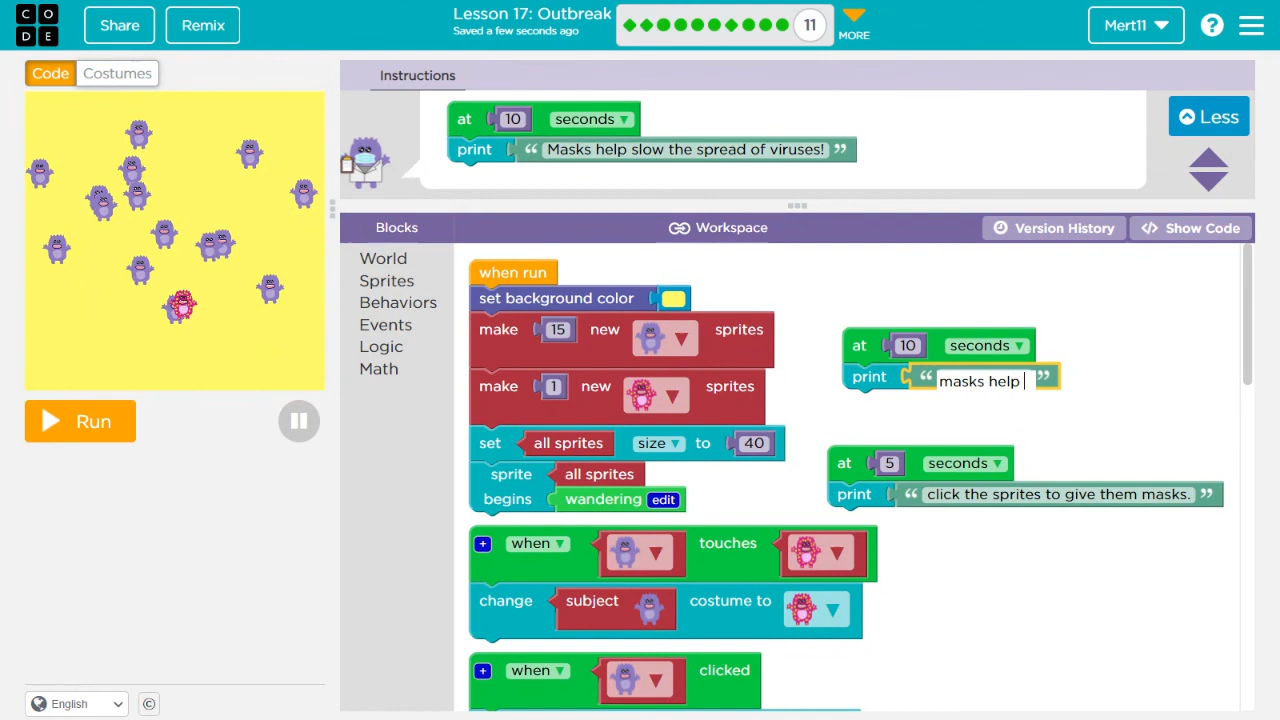 C O
D E
Share
Remix
Lesson 17: Outbreak
Saved a few seconds ago
11
MORE
Mert11
?
Code
Costumes
Instructions
at 10 seconds
print “ Masks help slow the spread of viruses! ”
Less
Blocks
Workspace
Version History
</> Show Code
World
Sprites
Behaviors
Events
Logic
Math
when run
set background color
make 15 new sprites
make 1 new sprites
set all sprites size to 40
sprite all sprites
begins wandering edit
at 10 seconds
print “ masks help ”
at 5 seconds
print “ click the sprites to give them masks. ”
+ when touches
change subject costume to
+ when clicked
Run
English
©